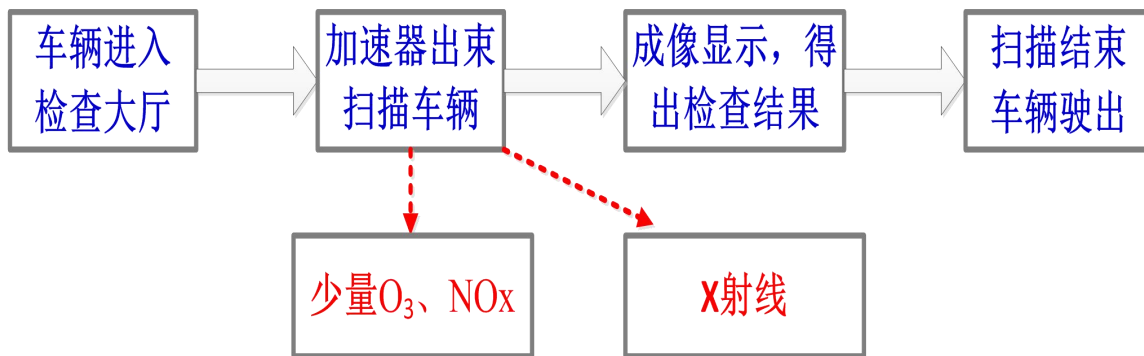 车辆进入
检查大厅
加速器出束
扫描车辆
成像显示，得
出检查结果
扫描结束
车辆驶出
少量O₃、NOx
X射线